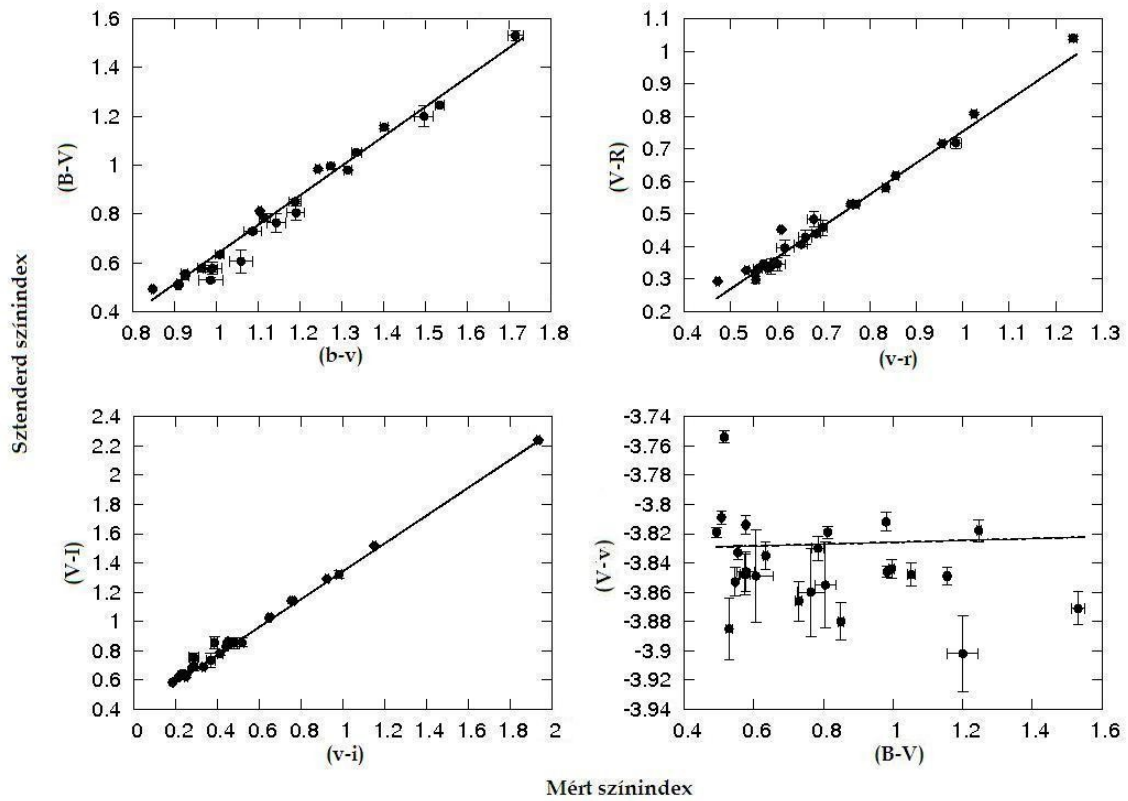 1.6
1.4
1.2
1
0.8
0.6
0.4
0.8 0.9 1 1.1 1.2 1.3 1.4 1.5 1.6 1.7 1.8
(B-V)
(b-v)
1.1
1
0.9
0.8
0.7
0.6
0.5
0.4
0.3
0.2
0.4 0.5 0.6 0.7 0.8 0.9 1 1.1 1.2 1.3
(V-R)
(v-r)
Sztenderd színindex
2.4
2.2
2
1.8
1.6
1.4
1.2
1
0.8
0.6
0.4
0 0.2 0.4 0.6 0.8 1 1.2 1.4 1.6 1.8 2
(V-I)
(v-i)
-3.74
-3.76
-3.78
-3.8
-3.82
-3.84
-3.86
-3.88
-3.9
-3.92
-3.94
0.4 0.6 0.8 1 1.2 1.4 1.6
(V-v)
(B-V)
Mért színindex